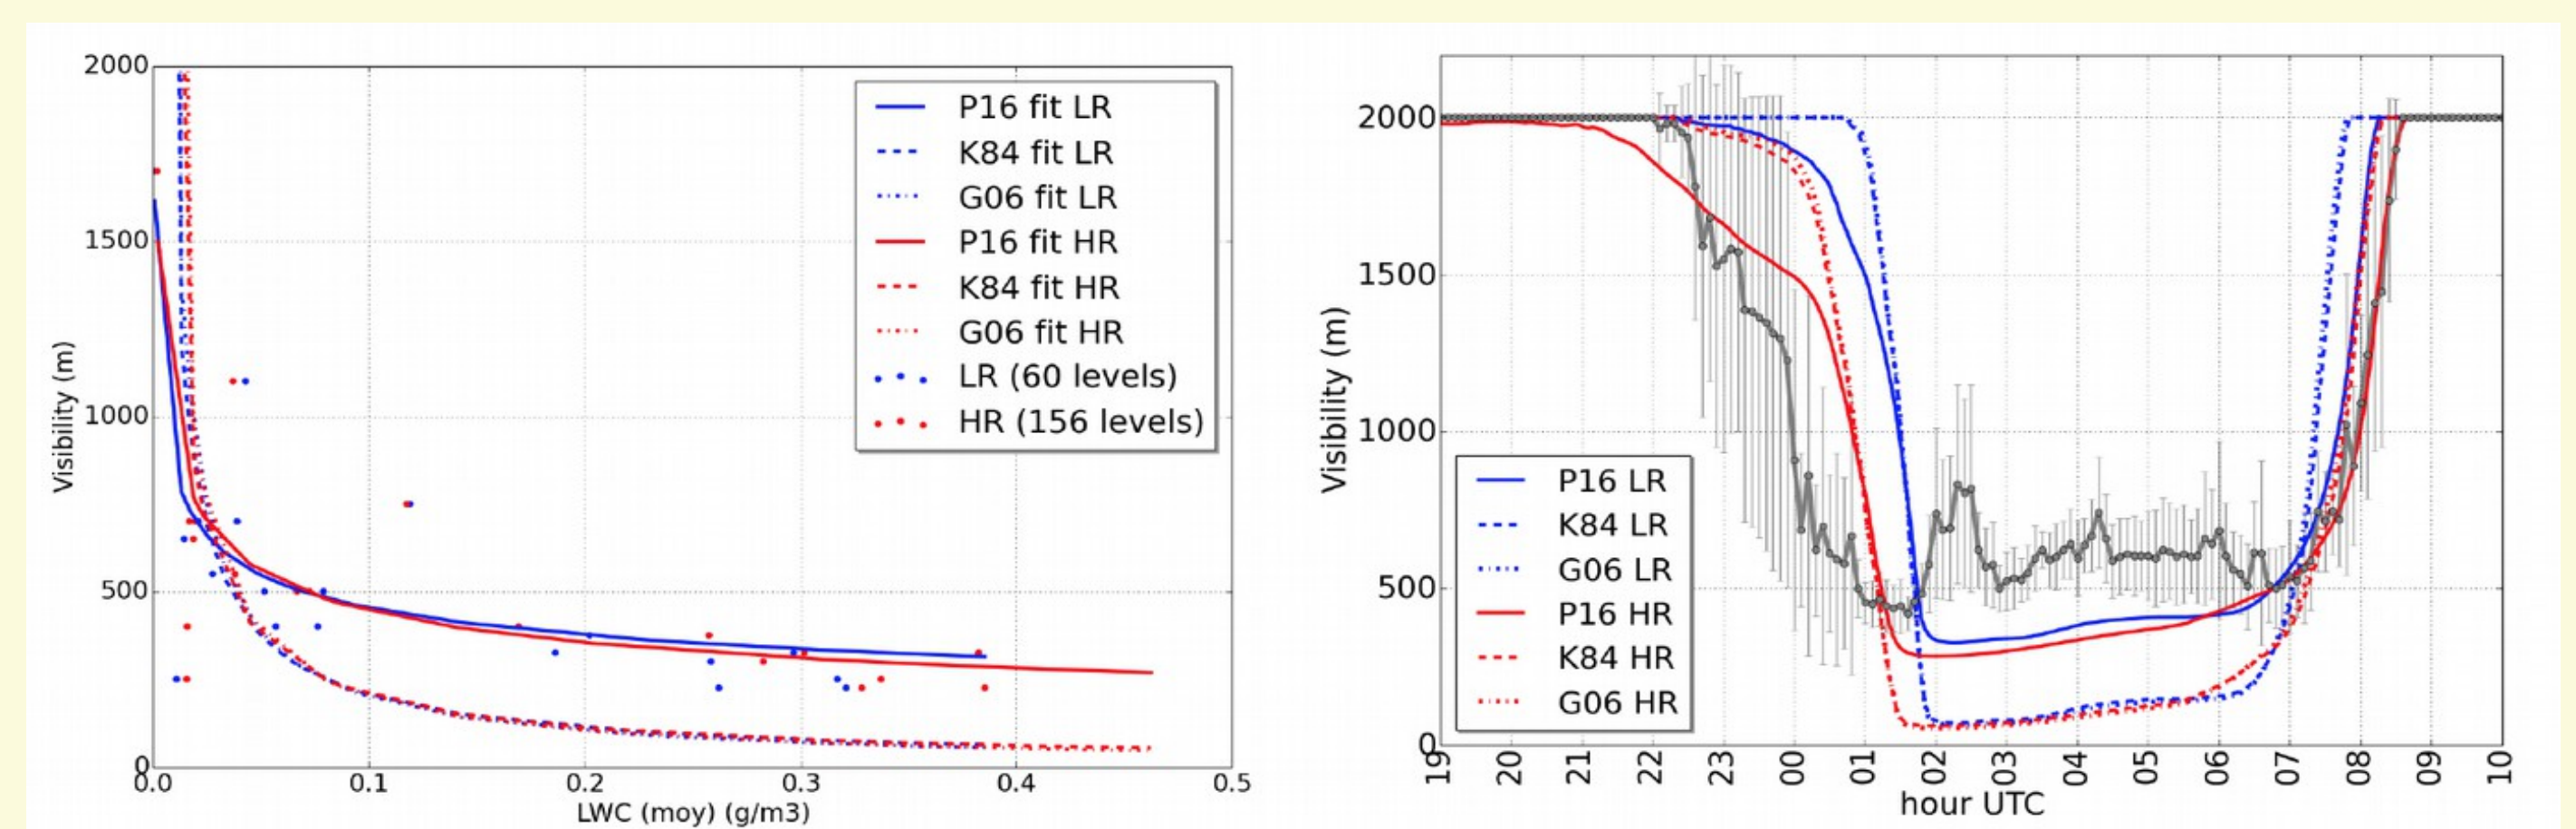 2000
1500
1000
500
0
Visibility (m)
0.0
0.1
0.2
0.3
0.4
0.5
LWC (moy) (g/m3)
P16 fit LR
K84 fit LR
G06 fit LR
P16 fit HR
K84 fit HR
G06 fit HR
LR (60 levels)
HR (156 levels)
2000
1500
1000
500
0
Visibility (m)
P16 LR
K84 LR
G06 LR
P16 HR
K84 HR
G06 HR
19
20
21
22
23
00
01
02
03
04
05
06
07
08
09
10
hour UTC